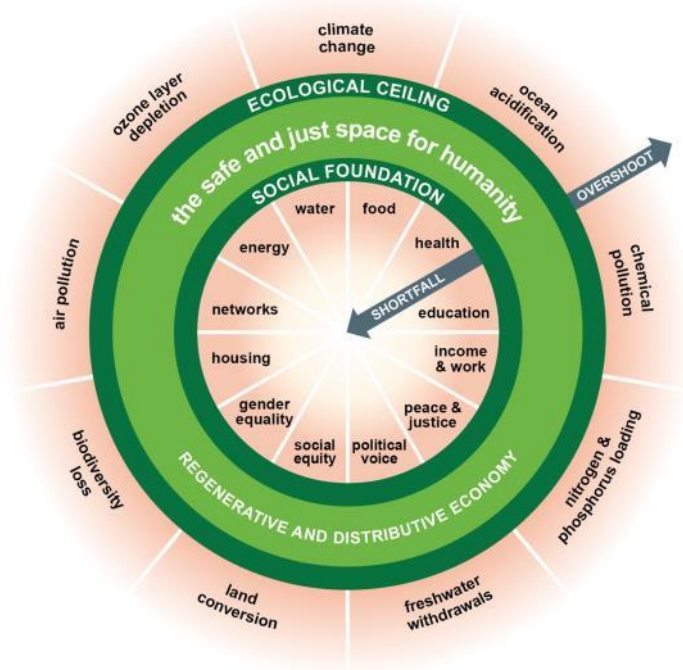 climate
change
ocean
acidification
OVERSHOOT
chemical
pollution
nitrogen &
phosphorus loading
freshwater
withdrawals
land
conversion
biodiversity
loss
air pollution
ozone layer
depletion
ECOLOGICAL CEILING
the safe and just space for humanity
SOCIAL FOUNDATION
water
food
health
SHORTFALL
education
income
& work
peace &
justice
political
voice
social
equity
gender
equality
housing
networks
energy
REGENERATIVE AND DISTRIBUTIVE ECONOMY